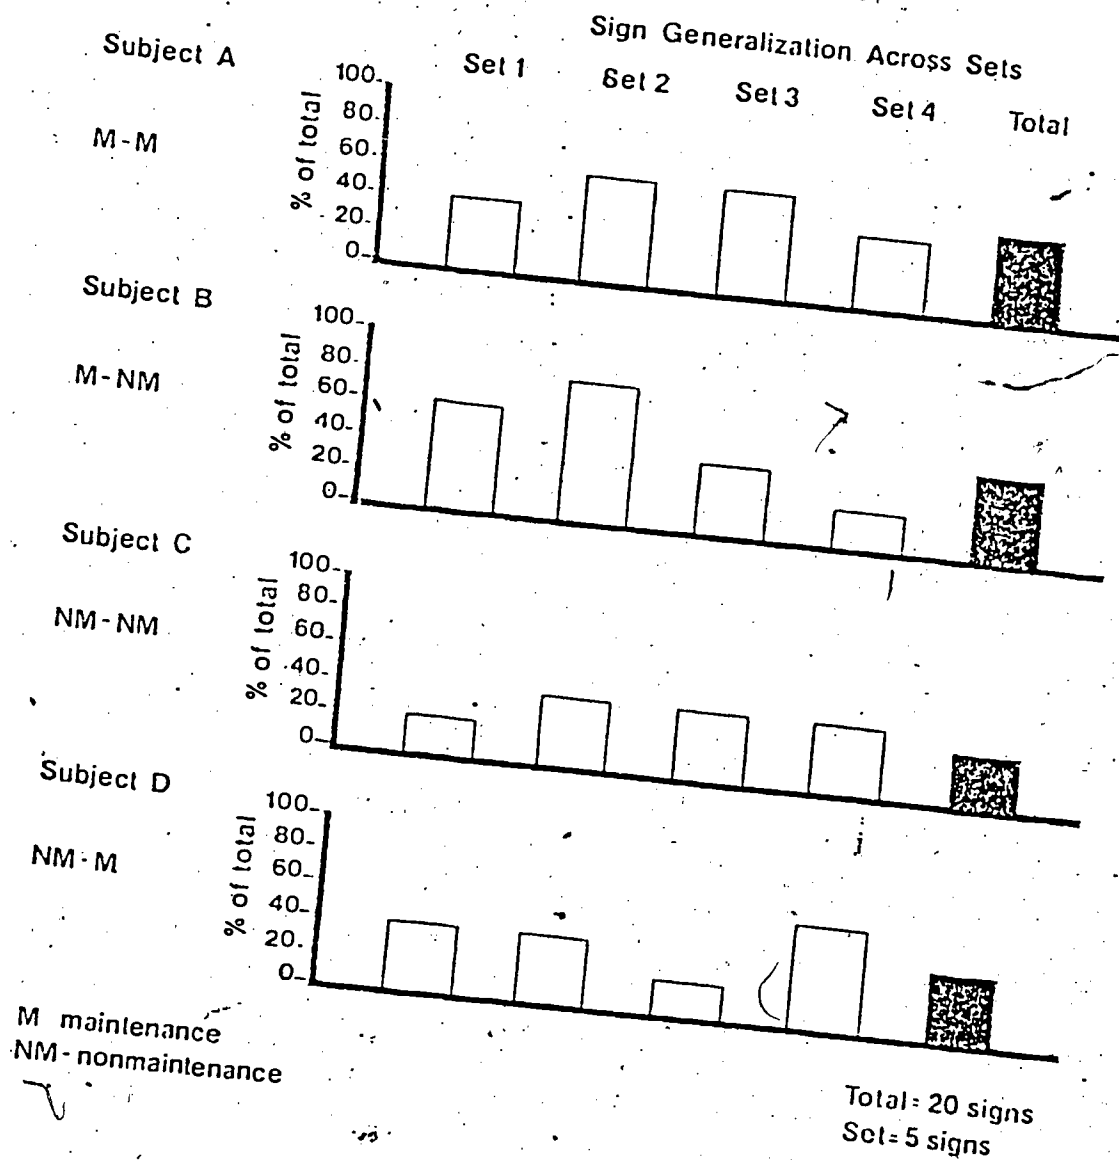 Sign Generalization Across Sets
Set 1 Set 2 Set 3 Set 4 Total
Subject A
M-M
% of total
100
80
60
40
20
0
Subject B
M-NM
% of total
100
80
60
40
20
0
Subject C
NM-NM
% of total
100
80
60
40
20
0
Subject D
NM-M
% of total
100
80
60
40
20
0
M maintenance
NM-nonmaintenance
Total= 20 signs
Set= 5 signs